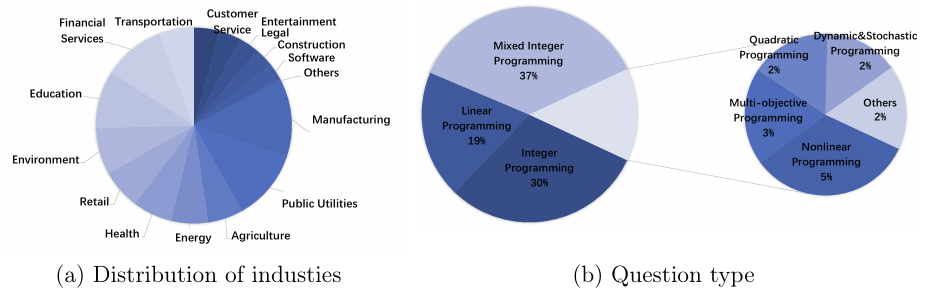 Financial
Services
Transportation
Customer
Service
Entertainment
Legal
Construction
Software
Others
Education
Manufacturing
Environment
Retail
Public Utilities
Health
Energy
Agriculture
(a) Distribution of industies
Mixed Integer
Programming
37%
Linear
Programming
19%
Integer
Programming
30%
Quadratic
Programming
2%
Dynamic&Stochastic
Programming
2%
Multi-objective
Programming
3%
Others
2%
Nonlinear
Programming
5%
(b) Question type